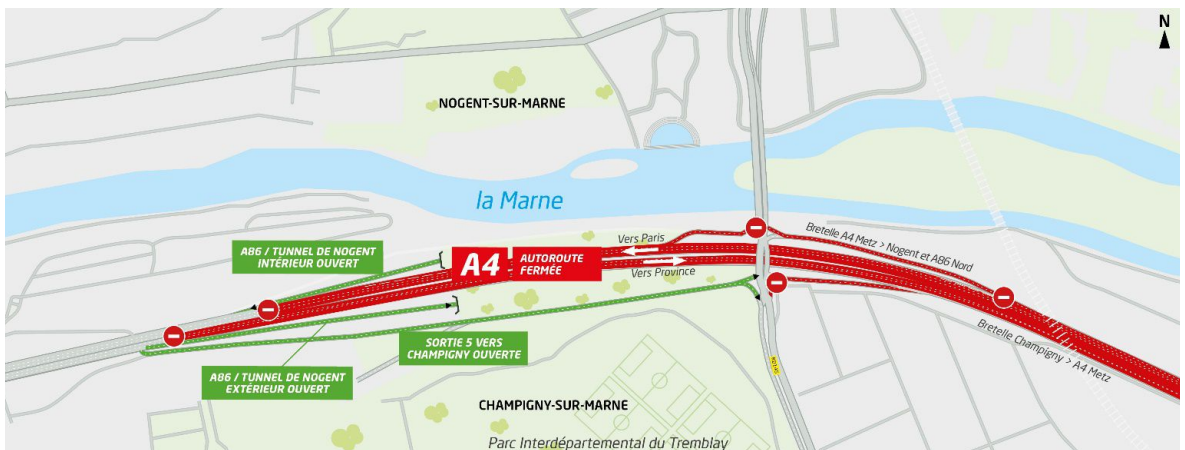 N
NOGENT-SUR-MARNE
la Marne
Bretelle A4 Metz > Nogent et A86 Nord
Vers Paris
A86 / TUNNEL DE NOGENT
INTÉRIEUR OUVERT
A4
AUTOROUTE
FERMÉE
Vers Province
SORTIE 5 VERS
CHAMPIGNY OUVERTE
Bretelle Champigny > A4 Metz
A86 / TUNNEL DE NOGENT
EXTÉRIEUR OUVERT
CHAMPIGNY-SUR-MARNE
Parc Interdépartemental du Tremblay